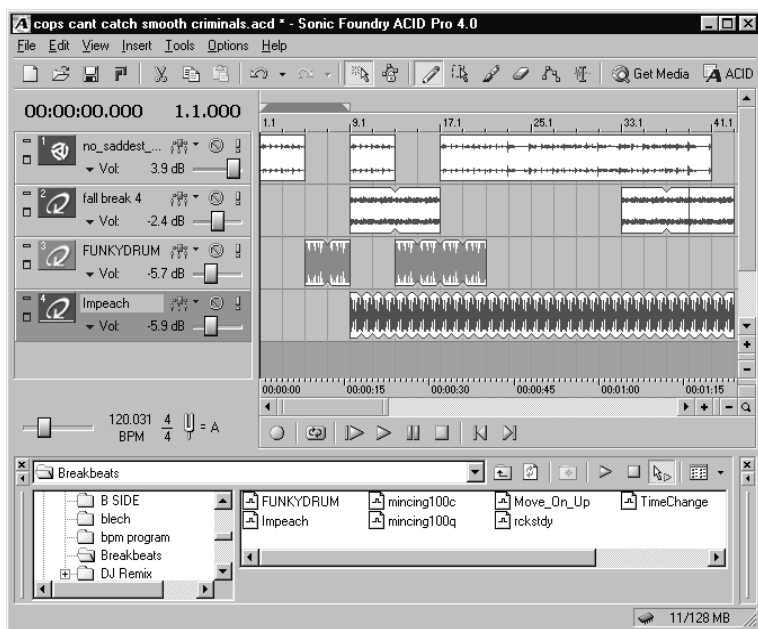 cops cant catch smooth criminals.acd * - Sonic Foundry ACID Pro 4.0
File Edit View Insert Tools Options Help
Get Media ACID
00:00:00.000 1.1.000
1.1 9.1 17.1 25.1 33.1 41.1
1 no_saddest_...
Vol: 3.9 dB
2 fall break 4
Vol: -2.4 dB
3 FUNKYDRUM
Vol: -5.7 dB
4 Impeach
Vol: -5.9 dB
00:00:00 00:00:15 00:00:30 00:00:45 00:01:00 00:01:15
120.031 BPM 4/4 = A
Breakbeats
B SIDE
blech
bpm program
Breakbeats
DJ Remix
FUNKYDRUM mincing100c Move_On_Up TimeChange
Impeach mincing100q rckstdy
11/128 MB